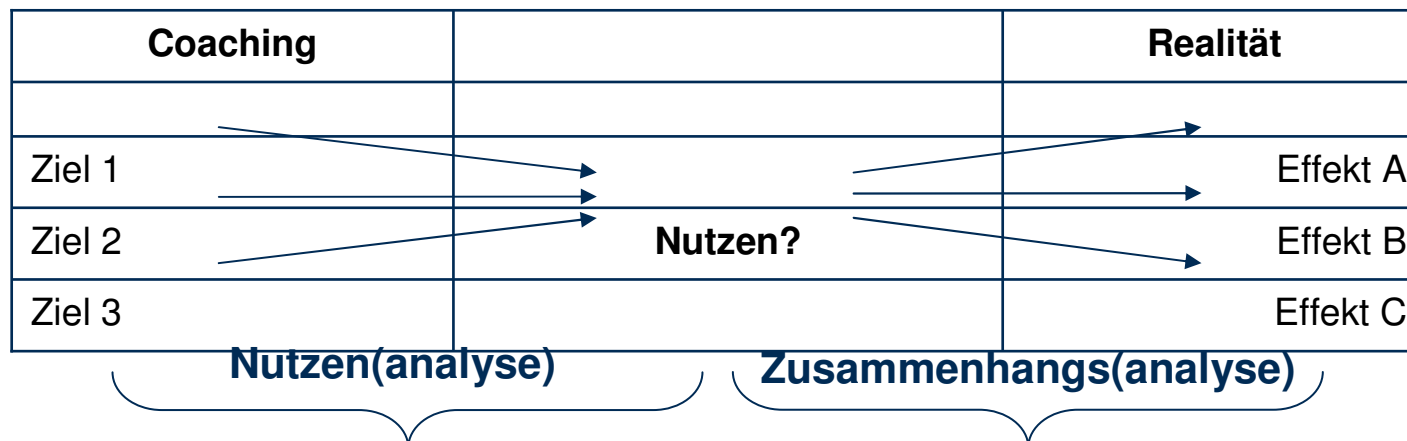 Coaching Realität
Ziel 1 Effekt A
Ziel 2 Nutzen? Effekt B
Ziel 3 Effekt C
Nutzen(analyse) Zusammenhangs(analyse)